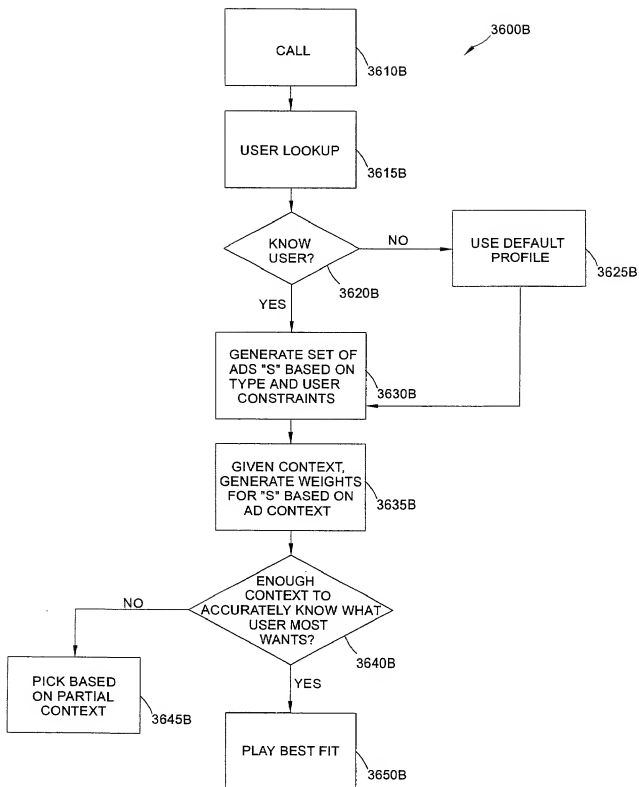 3600B
CALL
3610B
USER LOOKUP
3615B
KNOW
USER?
3620B
NO
USE DEFAULT
PROFILE
3625B
YES
GENERATE SET OF
ADS "S" BASED ON
TYPE AND USER
CONSTRAINTS
3630B
GIVEN CONTEXT,
GENERATE WEIGHTS
FOR "S" BASED ON
AD CONTEXT
3635B
ENOUGH
CONTEXT TO
ACCURATELY KNOW WHAT
USER MOST
WANTS?
3640B
NO
PICK BASED
ON PARTIAL
CONTEXT
3645B
YES
PLAY BEST FIT
3650B